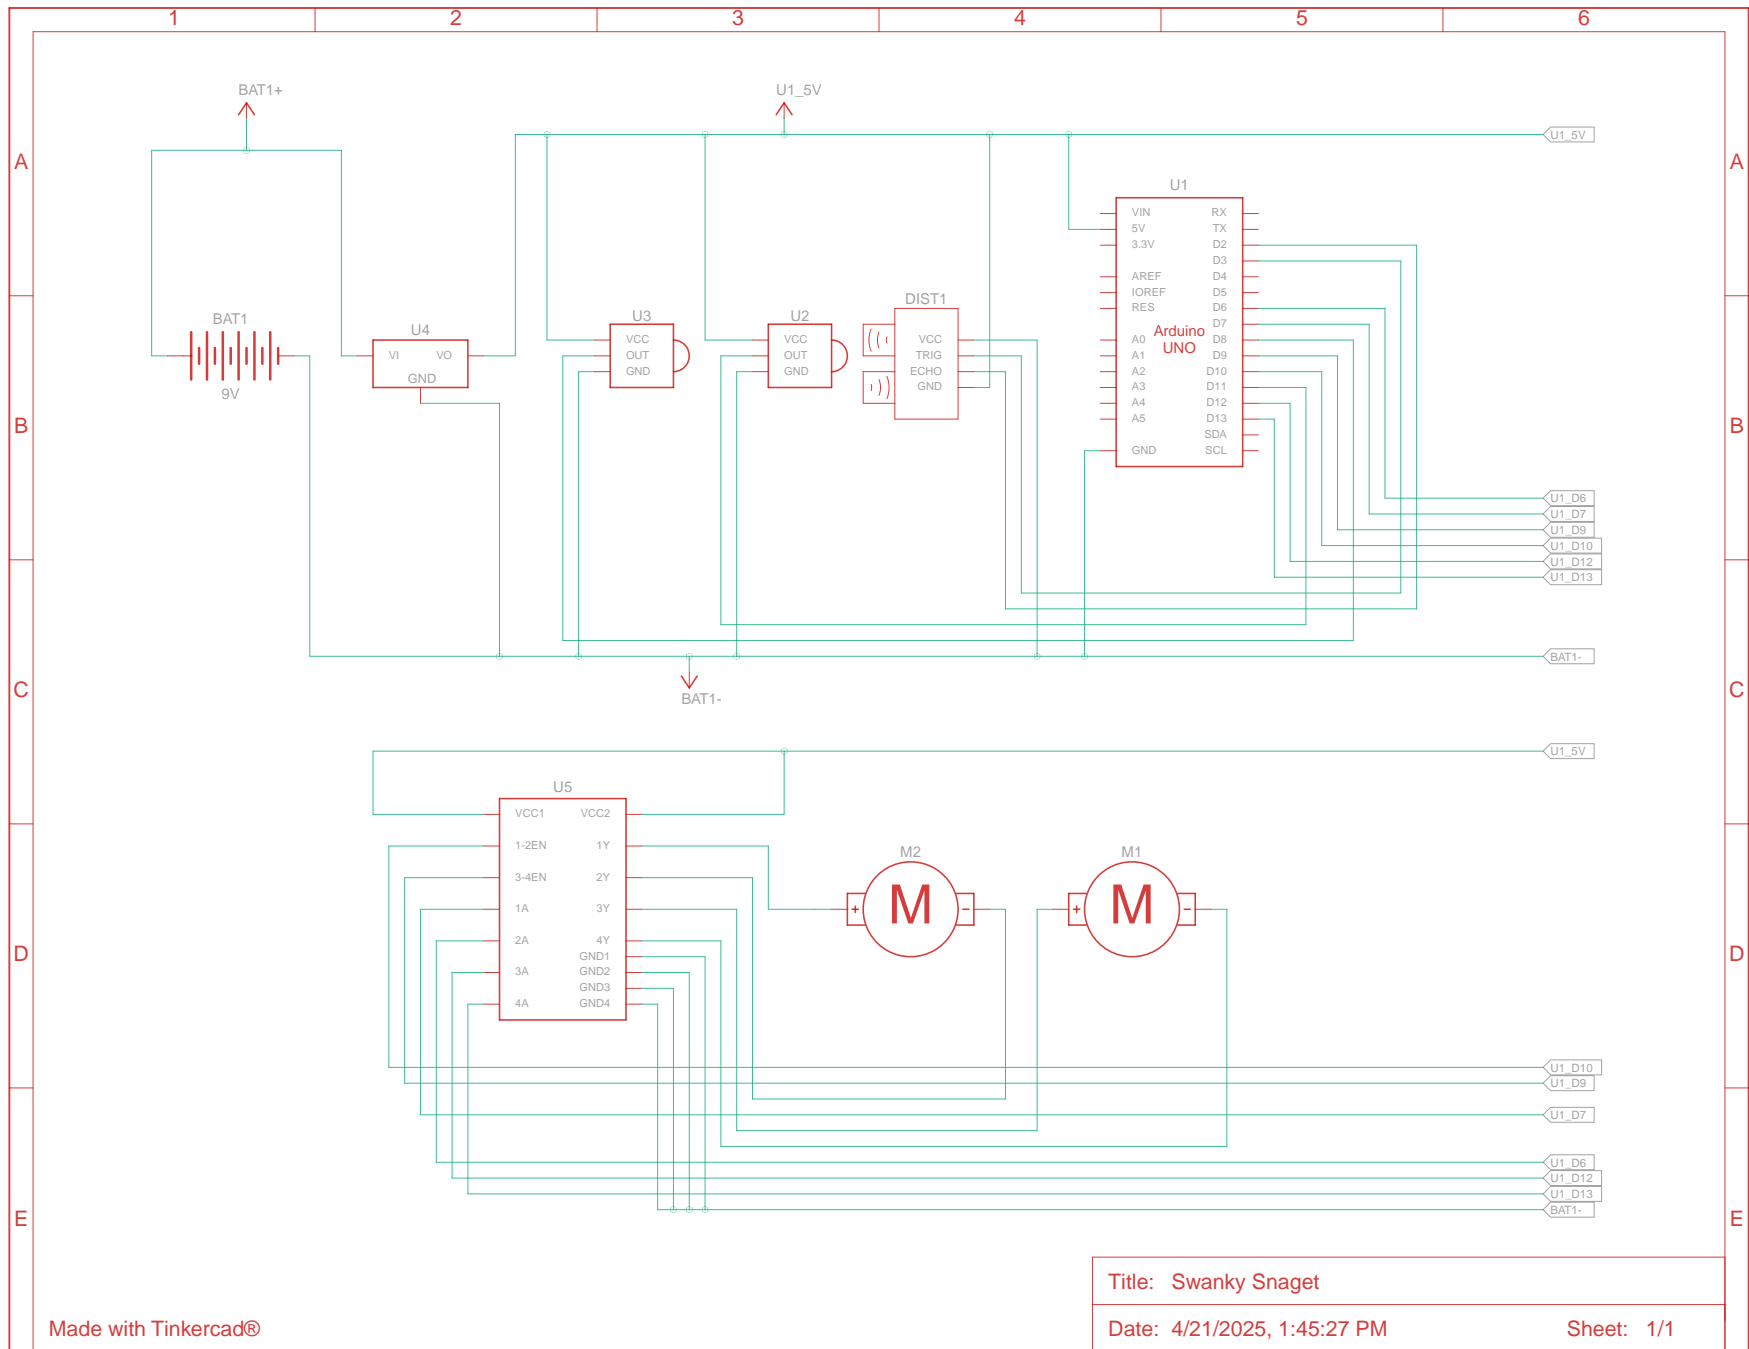 1 2 3 4 5 6
BAT1+
U1_5V
U1_5V
A
A
U1
VIN RX
5V TX
3.3V D2
D3
AREF D4
IOREF D5
RES D6
D7
Arduino
UNO
A0 D8
A1 D9
A2 D10
A3 D11
A4 D12
A5 D13
SDA
GND SCL
BAT1
9V
U4
VI VO
GND
U3
VCC
OUT
GND
U2
VCC
OUT
GND
DIST1
VCC
TRIG
ECHO
GND
B
B
U1_D6
U1_D7
U1_D9
U1_D10
U1_D12
U1_D13
BAT1-
BAT1-
C
C
U1_5V
U5
VCC1 VCC2
1-2EN 1Y
3-4EN 2Y
1A 3Y
2A 4Y
GND1
3A GND2
GND3
4A GND4
M2
+ M -
M1
+ M -
D
D
U1_D10
U1_D9
U1_D7
U1_D6
U1_D12
U1_D13
BAT1-
E
E
Title: Swanky Snaget
Made with Tinkercad®
Date: 4/21/2025, 1:45:27 PM Sheet: 1/1